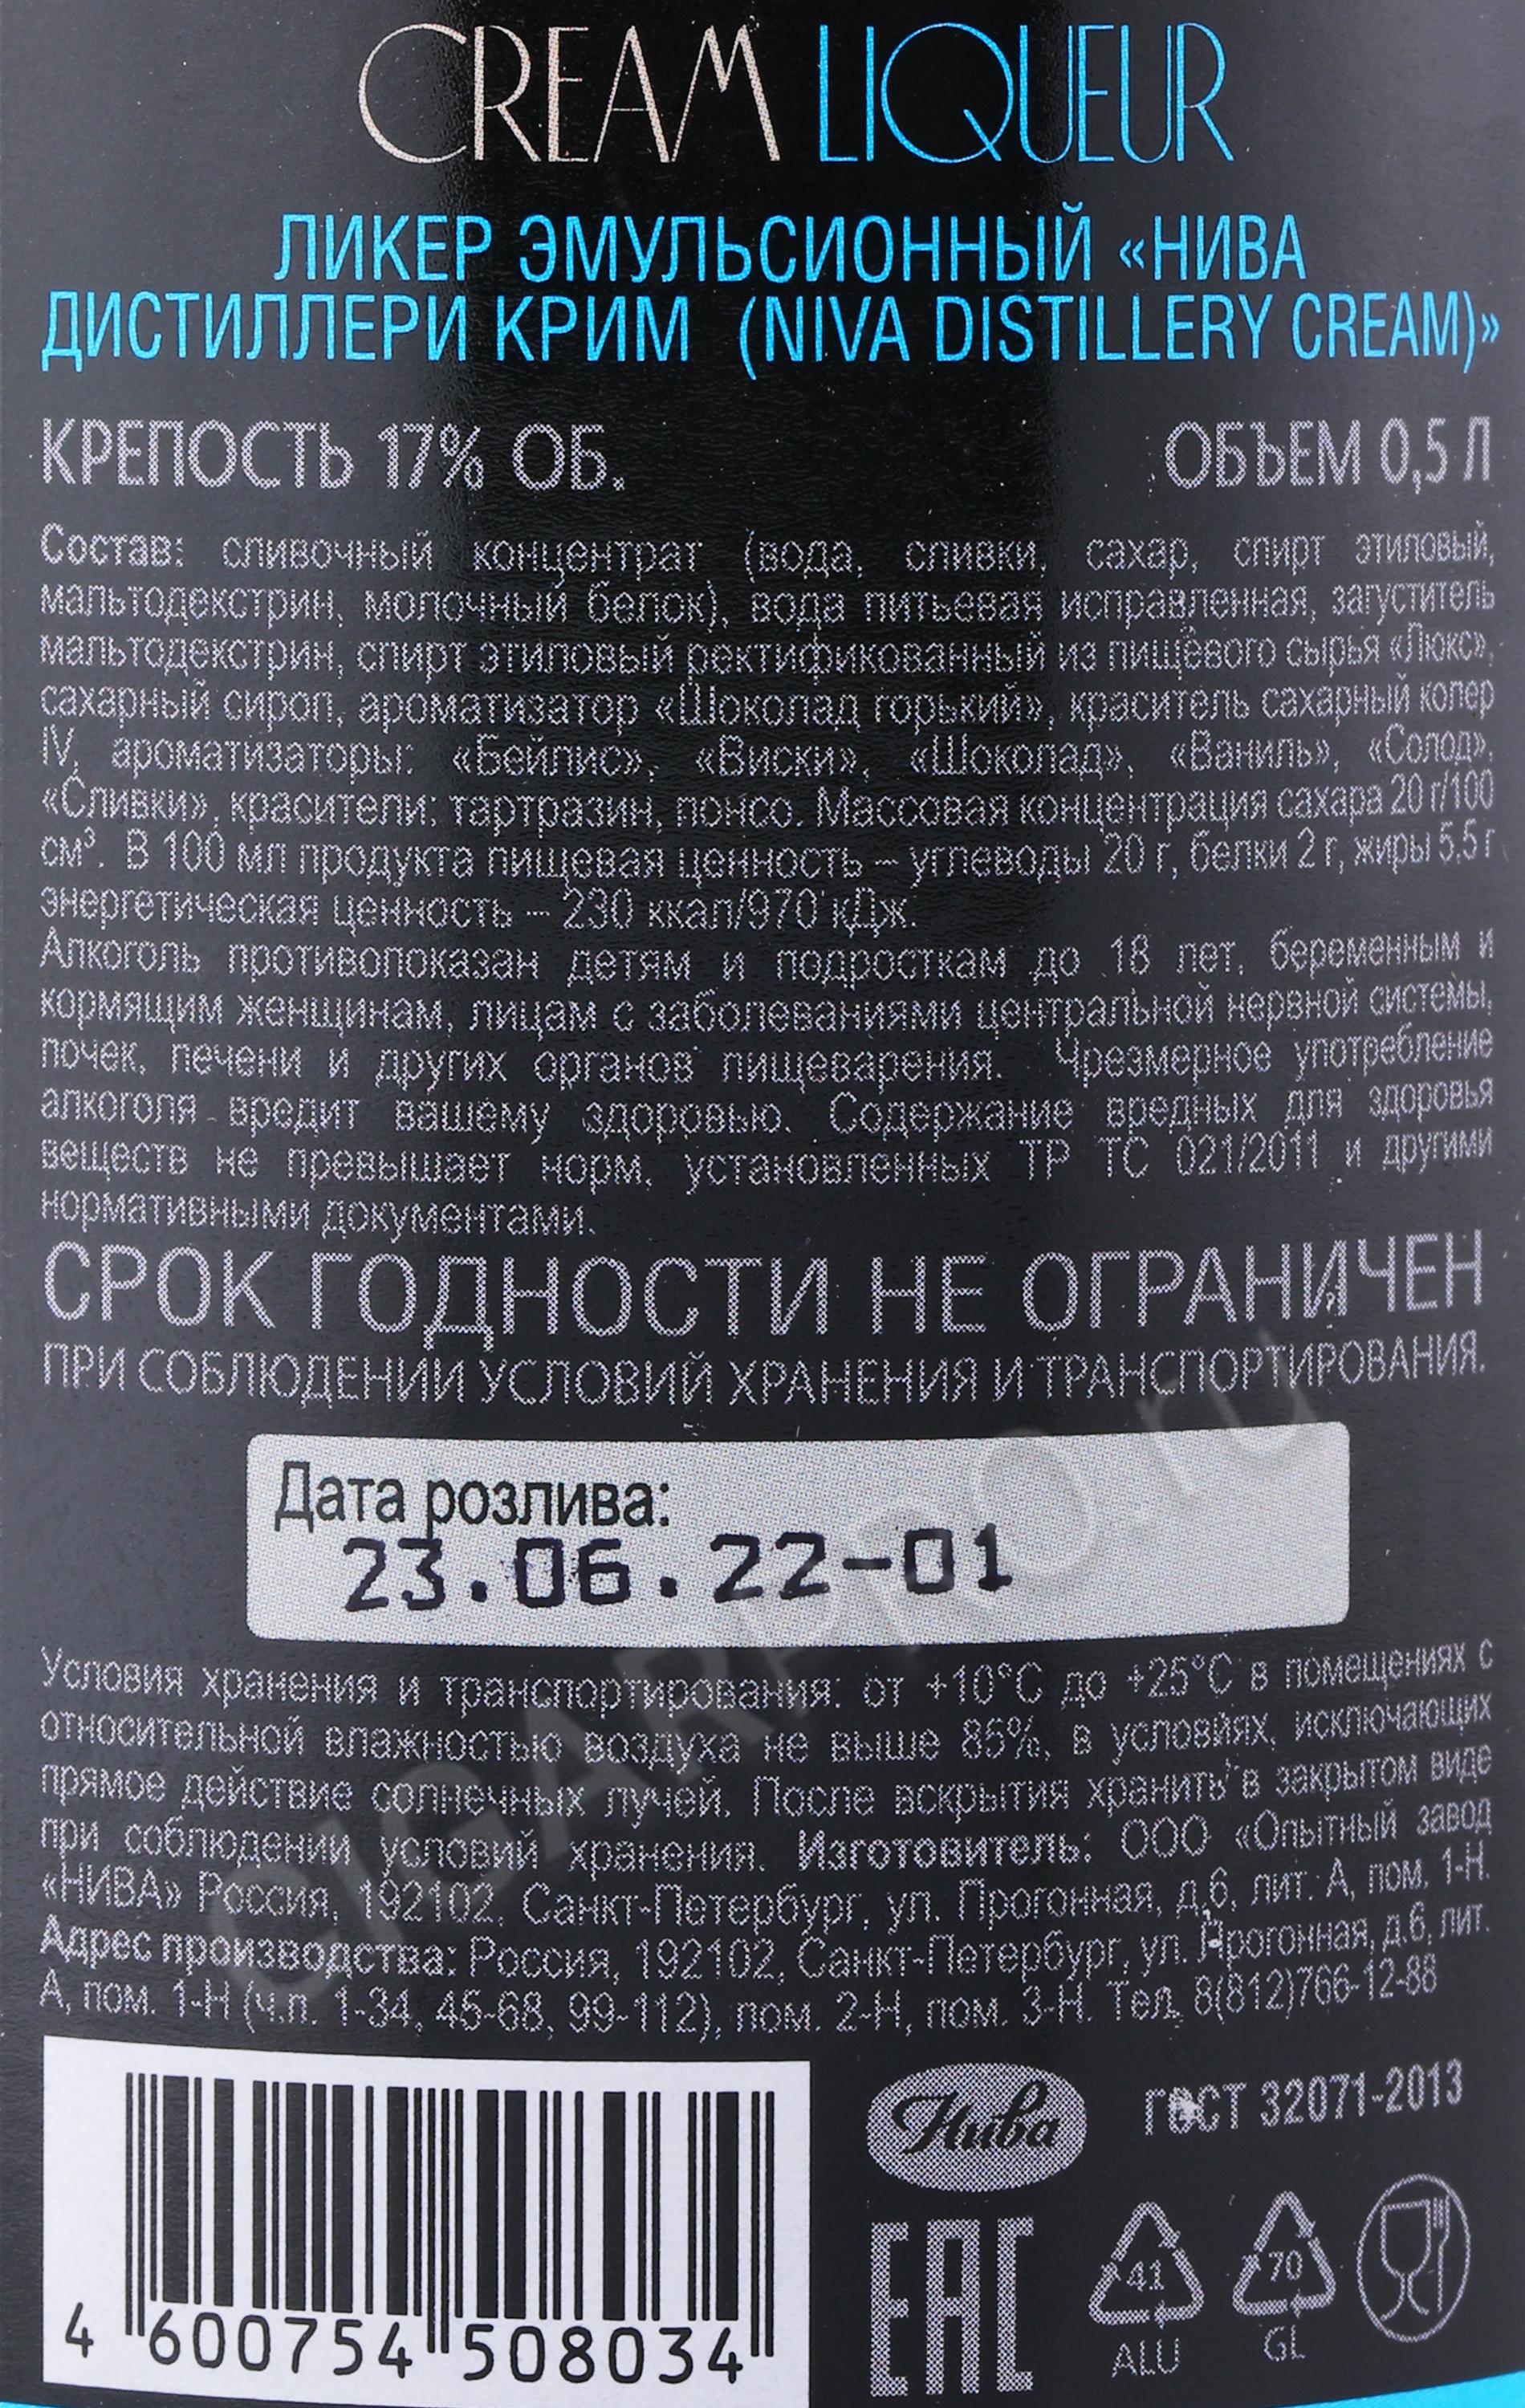 CREAM LIQUEUR
ЛИКЕР ЭМУЛЬСИОННЫЙ «НИВА
ДИСТИЛЛЕРИ КРИМ (NIVA DISTILLERY CREAM)»
КРЕПОСТЬ 17% ОБ. ОБЪЕМ 0,5 Л
Состав: сливочный концентрат (вода, сливки, сахар, спирт этиловый,
мальтодекстрин, молочный белок), вода питьевая исправленная, загуститель
мальтодекстрин, спирт этиловый ректификованный из пищевого сырья «Люкс»,
сахарный сироп, ароматизатор «Шоколад горький», краситель сахарный колер
IV, ароматизаторы: «Бейлис», «Виски», «Шоколад», «Ваниль», «Солод»,
«Сливки», красители: тартразин, понсо. Массовая концентрация сахара 20 г/100
см³. В 100 мл продукта пищевая ценность – углеводы 20 г, белки 2 г, жиры 5,5 г,
энергетическая ценность – 230 ккал/970 кДж.
Алкоголь противопоказан детям и подросткам до 18 лет, беременным и
кормящим женщинам, лицам с заболеваниями центральной нервной системы,
почек, печени и других органов пищеварения. Чрезмерное употребление
алкоголя вредит вашему здоровью. Содержание вредных для здоровья
веществ не превышает норм, установленных ТР ТС 021/2011 и другими
нормативными документами.
СРОК ГОДНОСТИ НЕ ОГРАНИЧЕН
ПРИ СОБЛЮДЕНИИ УСЛОВИЙ ХРАНЕНИЯ И ТРАНСПОРТИРОВАНИЯ.
Дата розлива:
23.06.22-01
Условия хранения и транспортирования: от +10°С до +25°С в помещениях с
относительной влажностью воздуха не выше 85%, в условиях, исключающих
прямое действие солнечных лучей. После вскрытия хранить в закрытом виде
при соблюдении условий хранения. Изготовитель: ООО «Опытный завод
«НИВА» Россия, 192102, Санкт-Петербург, ул. Прогонная, д.6, лит. А, пом. 1-Н.
Адрес производства: Россия, 192102, Санкт-Петербург, ул. Прогонная, д.6, лит.
А, пом. 1-Н (ч.п. 1-34, 45-68, 99-112), пом. 2-Н, пом. 3-Н. Тел. 8(812)766-12-88
Нива ГОСТ 32071-2013
EAC 41 70
ALU GL
4 600754 508034
CIGARPRO.ru